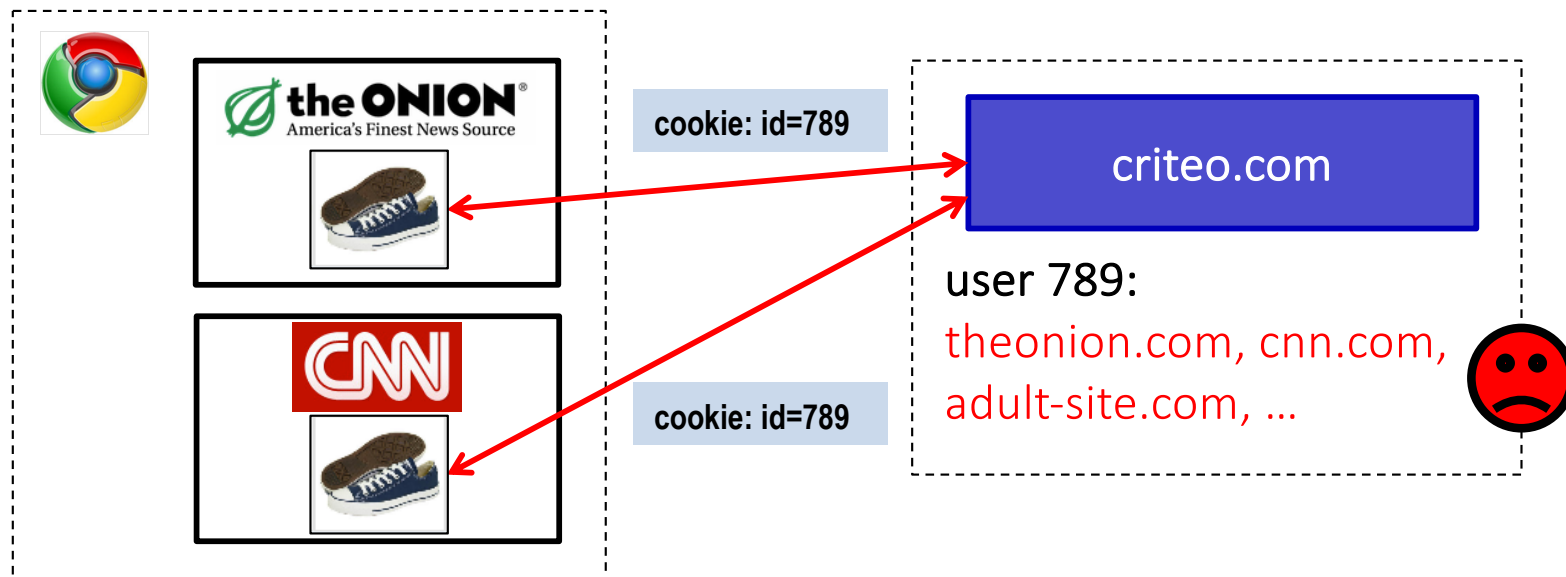 the ONION®
America's Finest News Source
cookie: id=789
criteo.com
user 789:
theonion.com, cnn.com,
adult-site.com, ...
CNN
cookie: id=789